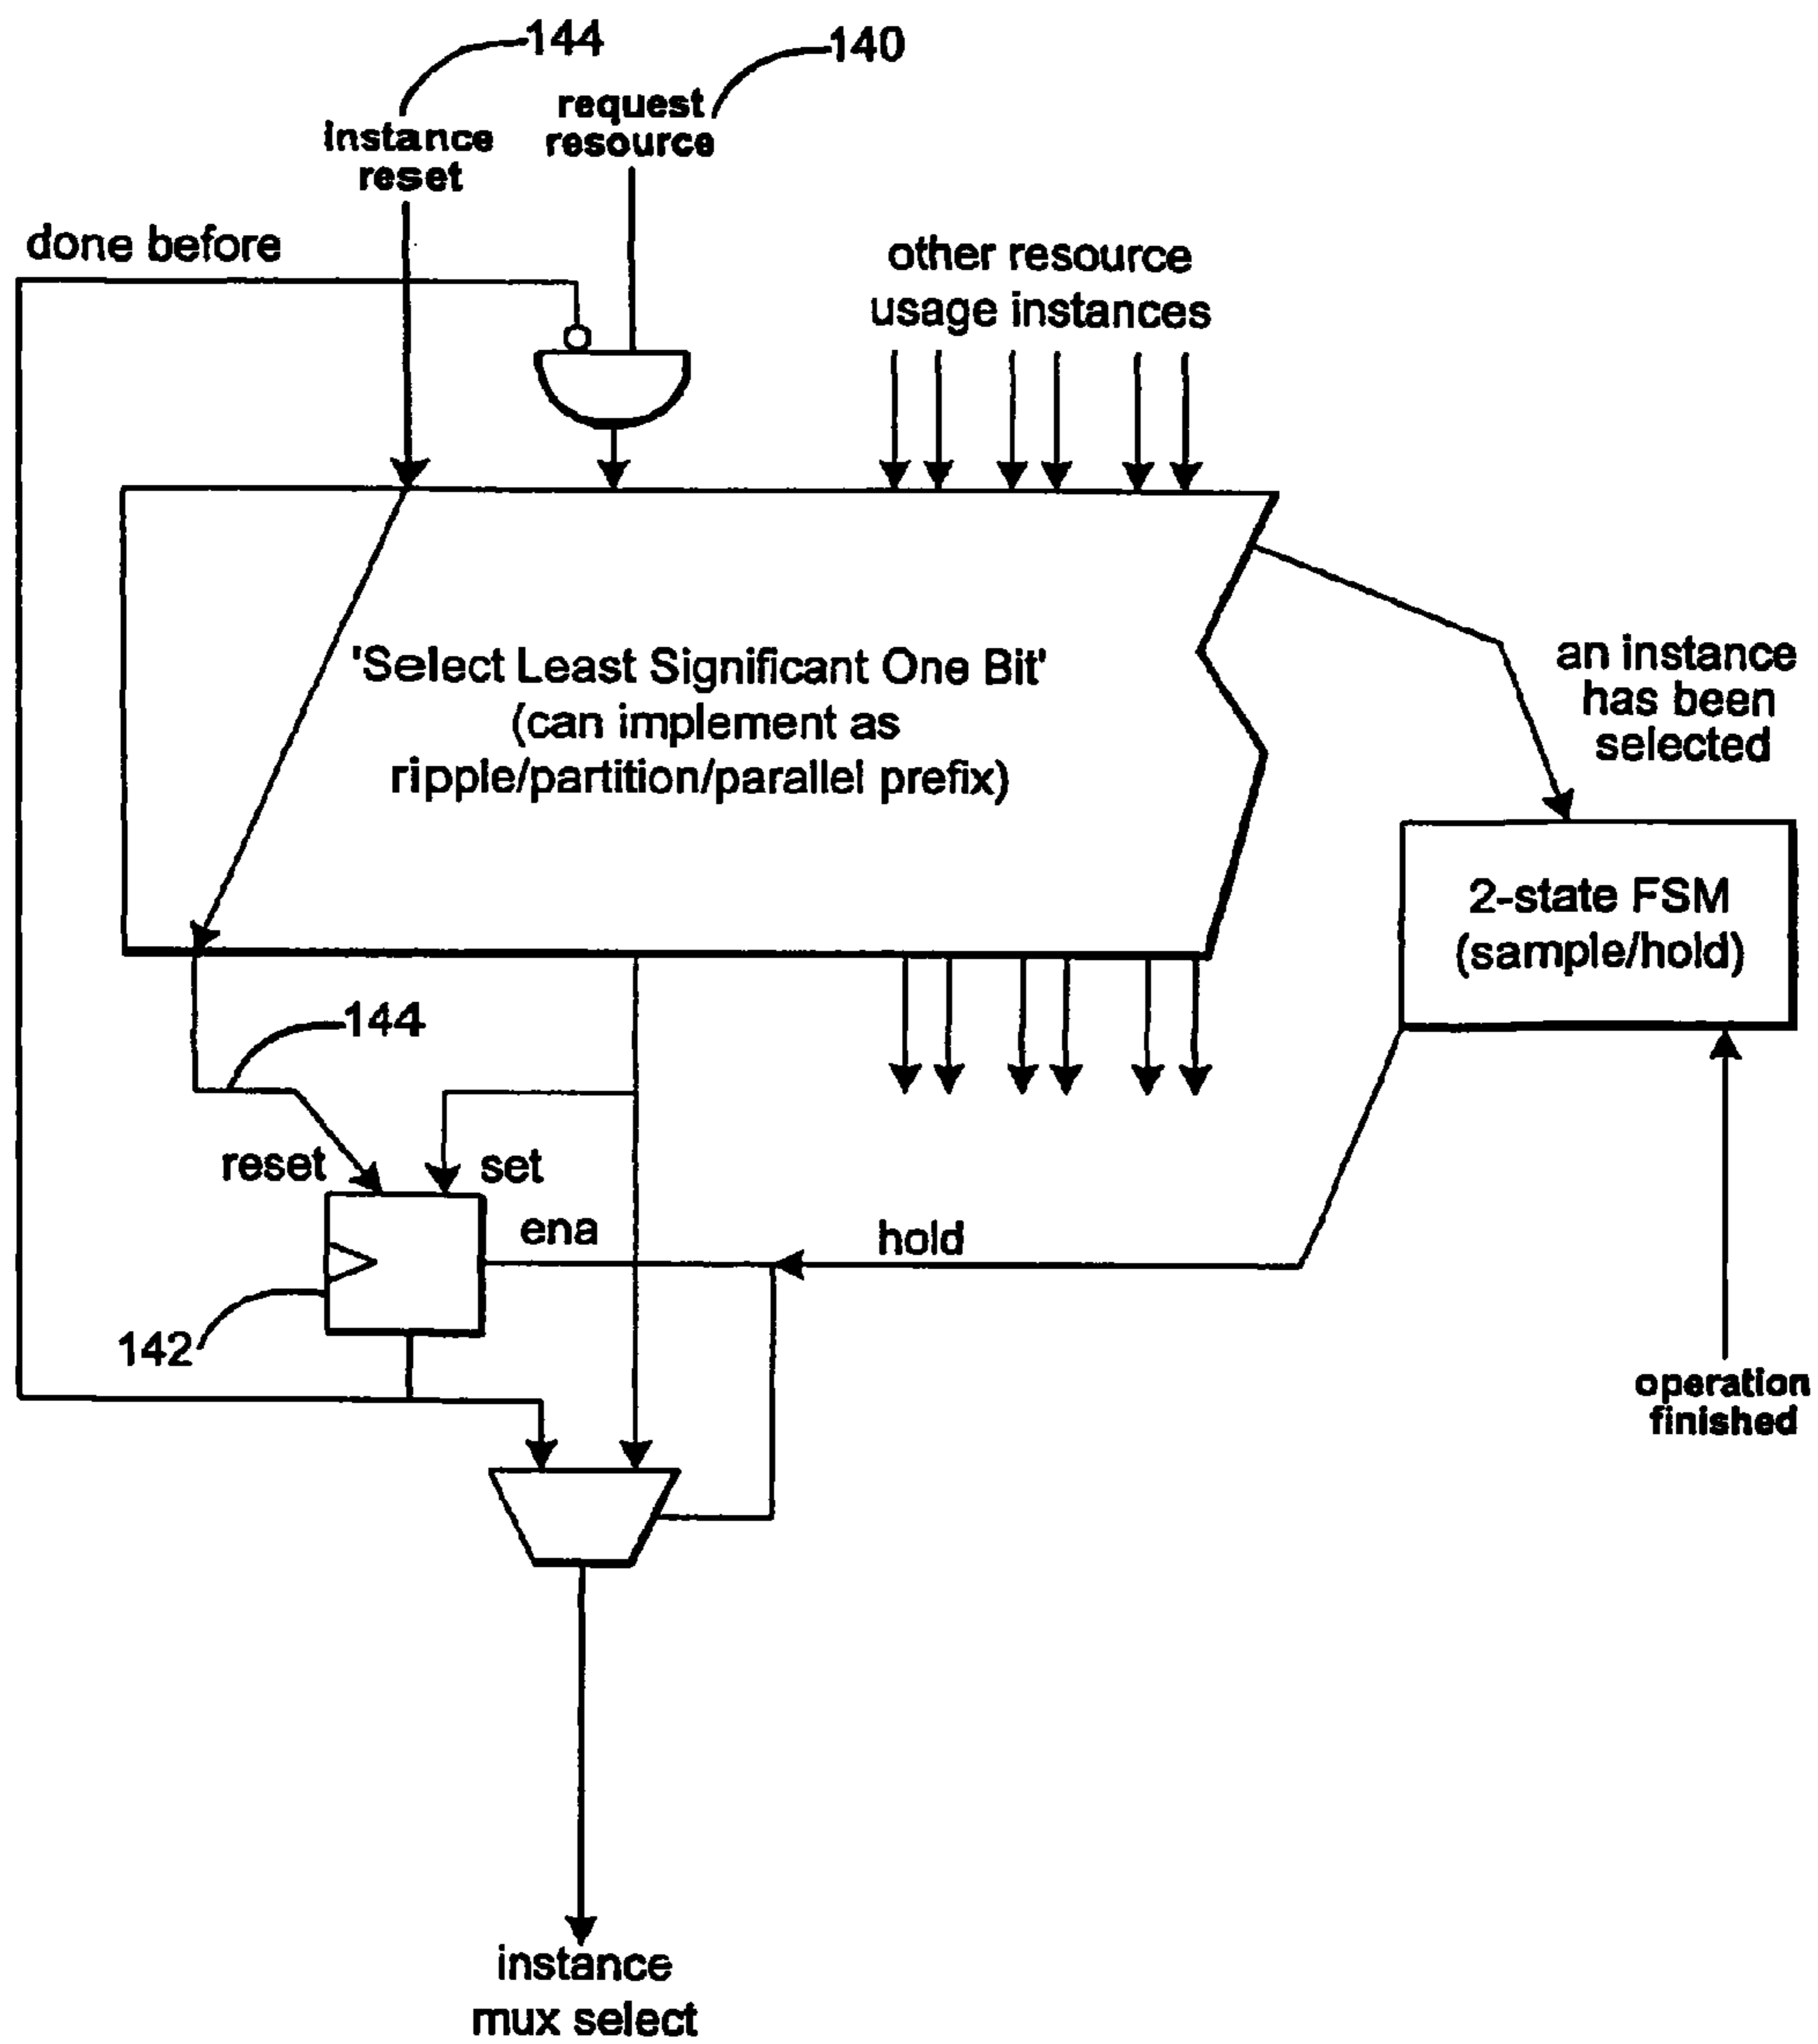 144
140
instance
reset
request
resource
done before
other resource
usage instances
'Select Least Significant One Bit'
(can implement as
ripple/partition/parallel prefix)
an instance
has been
selected
2-state FSM
(sample/hold)
144
reset
set
ena
hold
142
operation
finished
instance
mux select